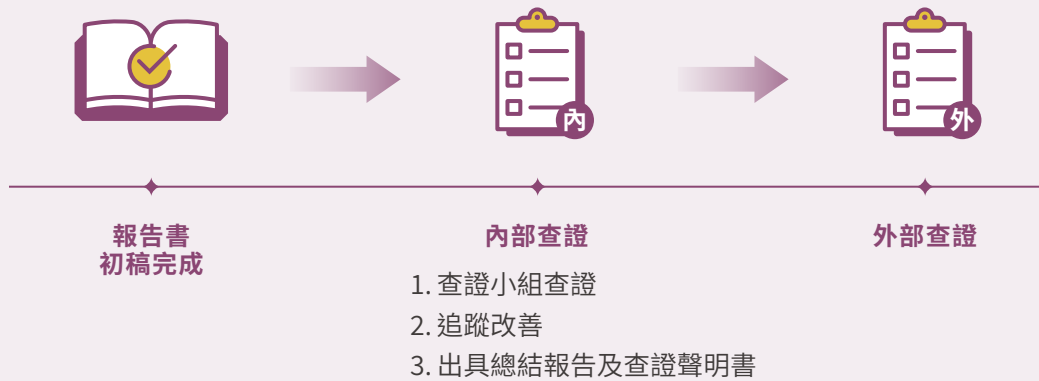 內
外
報告書
初稿完成
內部查證
外部查證
1. 查證小組查證
2. 追蹤改善
3. 出具總結報告及查證聲明書